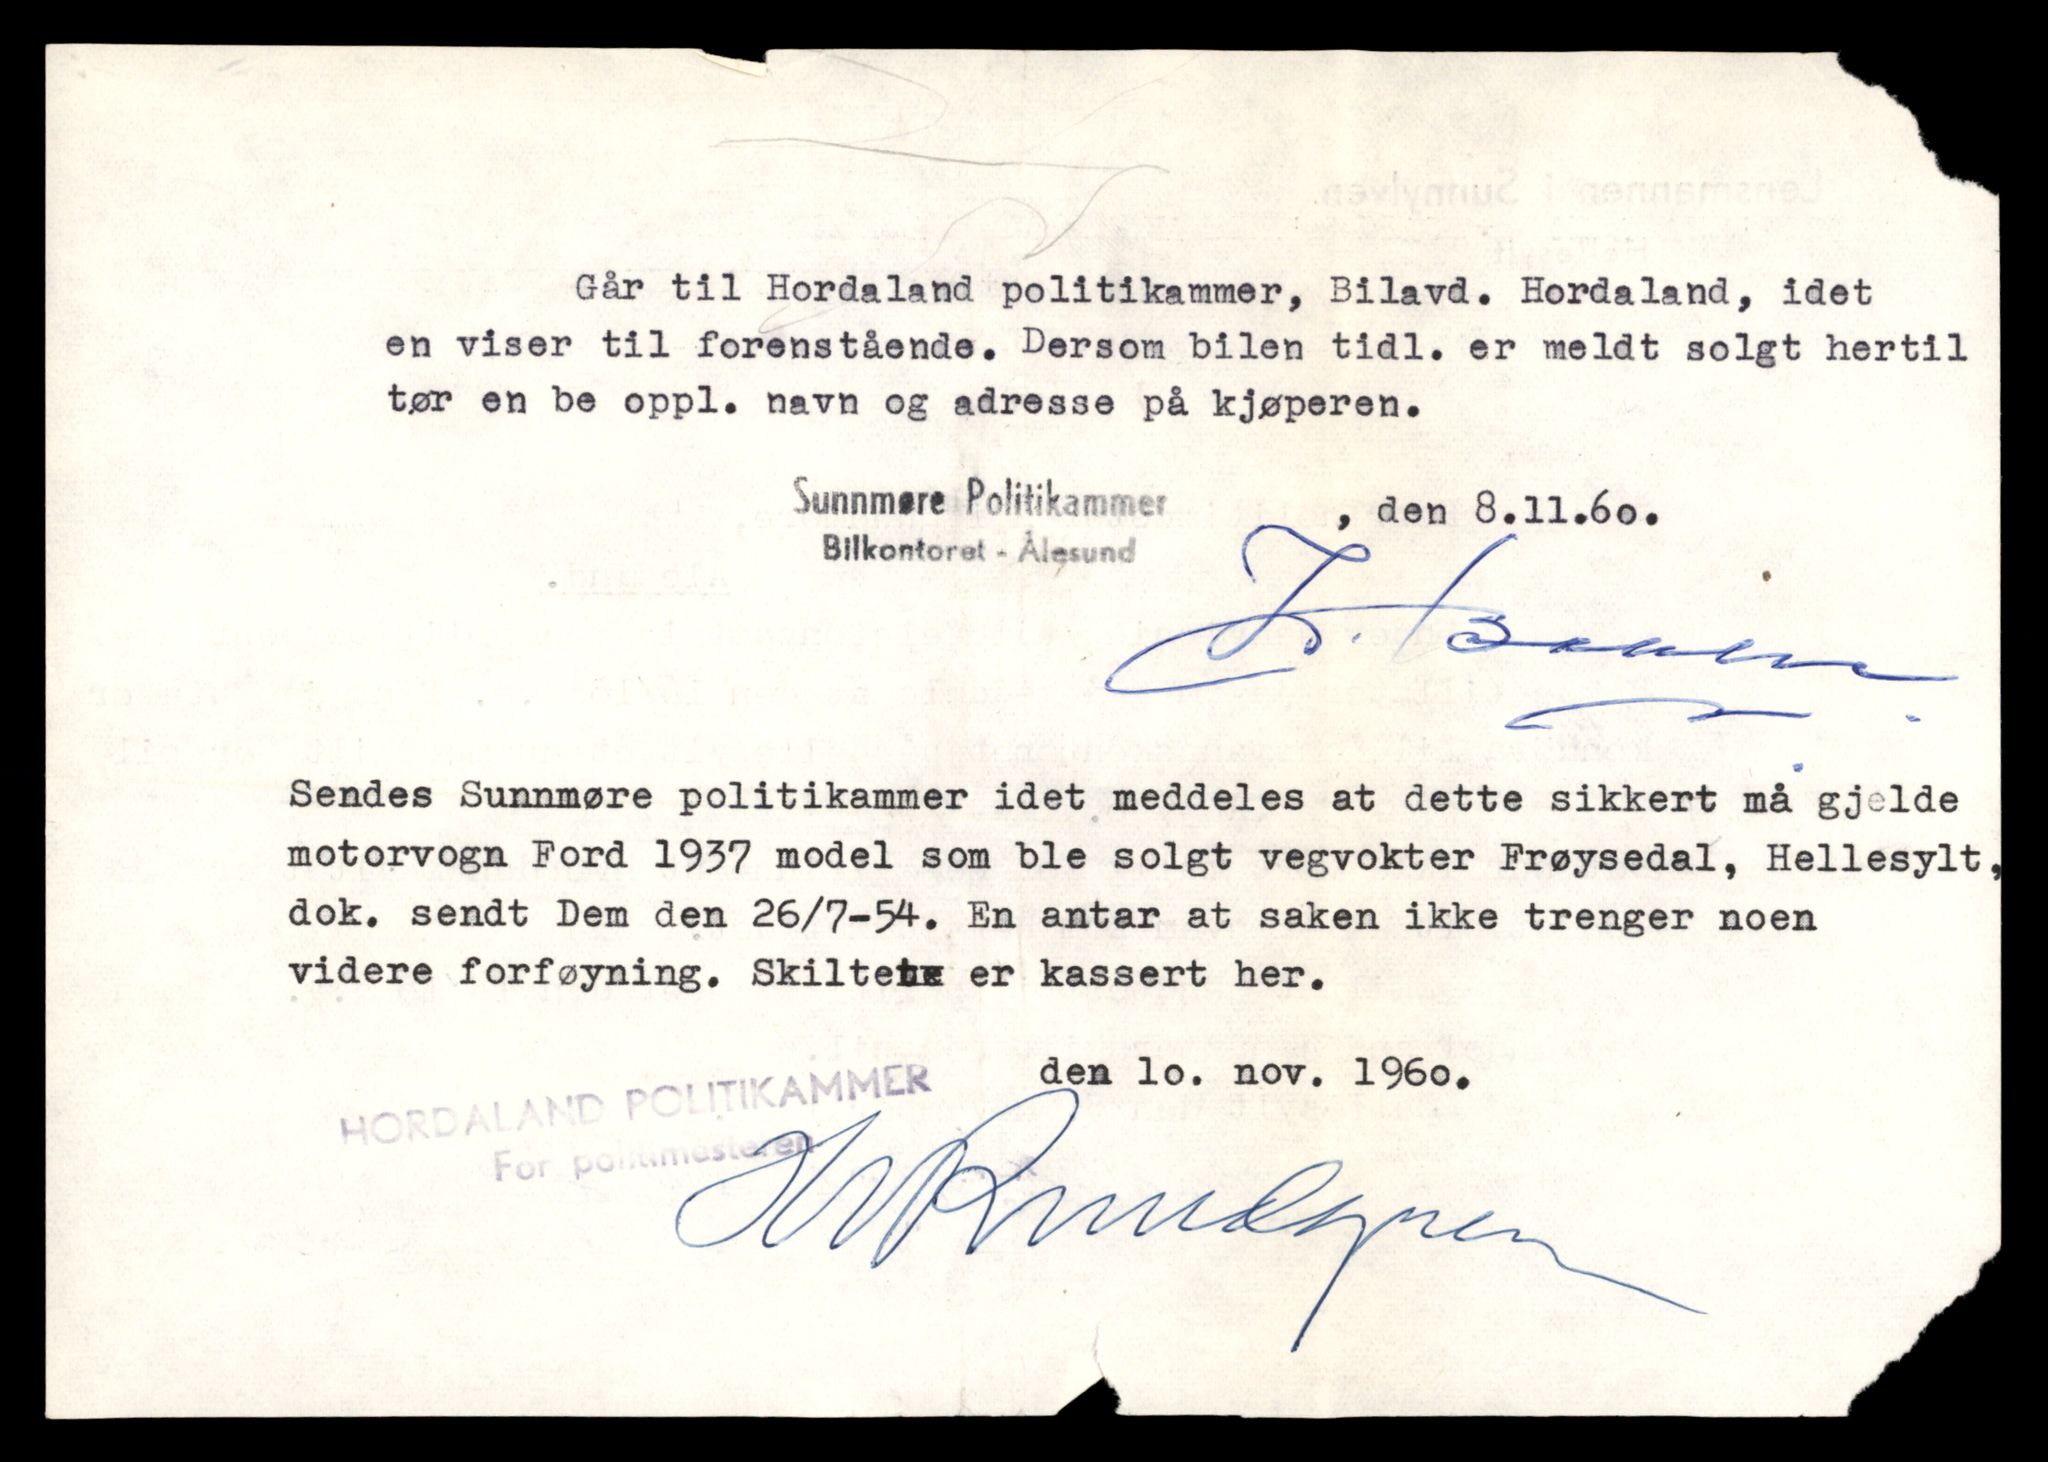 Går til Hordaland politikammer, Bilavd. Hordaland, idet
en viser til forenstående. Dersom bilen tidl. er meldt solgt hertil
tør en be oppl. navn og adresse på kjøperen.
Sunnmøre Politikammer , den 8.11.6o.
Bilkontoret - Ålesund
Sendes Sunnmøre politikammer idet meddeles at dette sikkert må gjelde
motorvogn Ford 1937 model som ble solgt vegvokter Frøysedal, Hellesylt,
dok. sendt Dem den 26/7-54. En antar at saken ikke trenger noen
videre forføyning. Skiltene er kassert her.
den 1o. nov. 196o.
HORDALAND POLITIKAMMER
For politimesteren